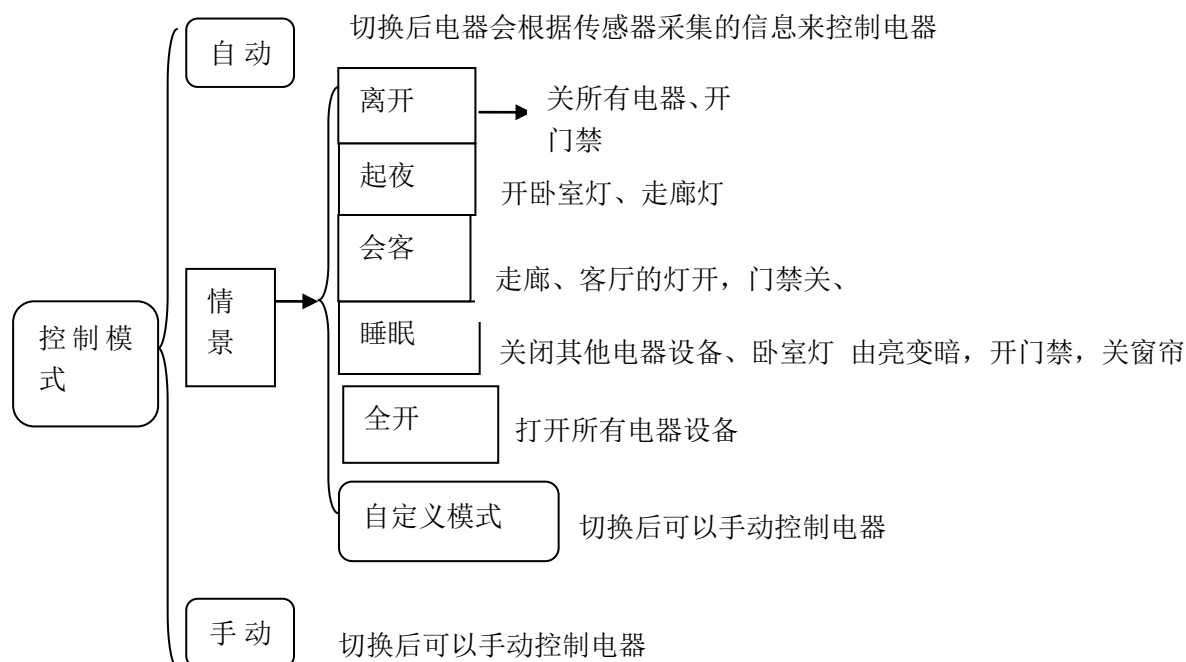 自动
切换后电器会根据传感器采集的信息来控制电器
离开
关所有电器、开
门禁
起夜
开卧室灯、走廊灯
会客
走廊、客厅的灯开，门禁关、
情
景
控制模
式
睡眠
关闭其他电器设备、卧室灯 由亮变暗，开门禁，关窗帘
全开
打开所有电器设备
自定义模式
切换后可以手动控制电器
手动
切换后可以手动控制电器